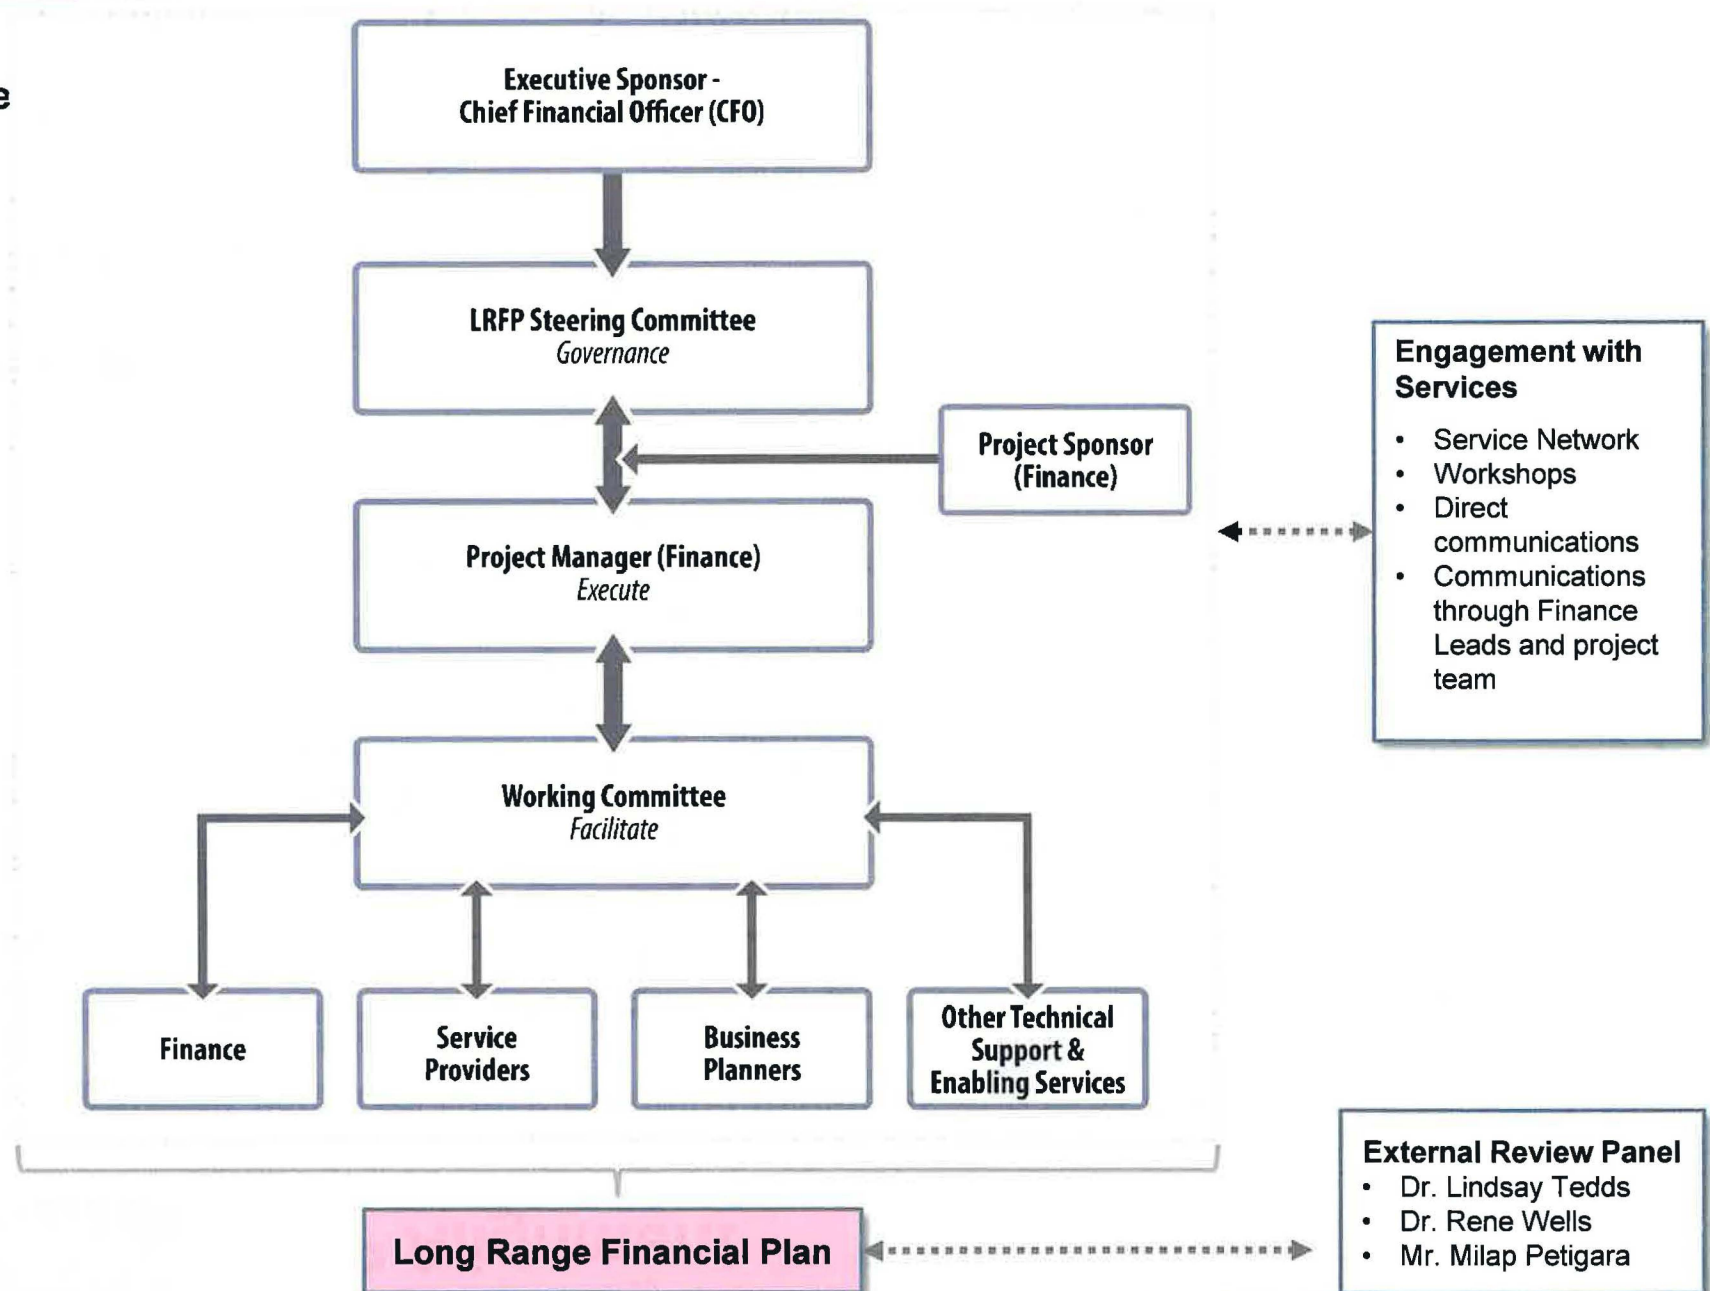 e
Executive Sponsor -
Chief Financial Officer (CFO)
LRFP Steering Committee
Governance
Project Sponsor
(Finance)
Project Manager (Finance)
Execute
Working Committee
Facilitate
Finance
Service
Providers
Business
Planners
Other Technical
Support &
Enabling Services
Long Range Financial Plan
Engagement with
Services
• Service Network
• Workshops
• Direct
communications
• Communications
through Finance
Leads and project
team
External Review Panel
• Dr. Lindsay Tedds
• Dr. Rene Wells
• Mr. Milap Petigara